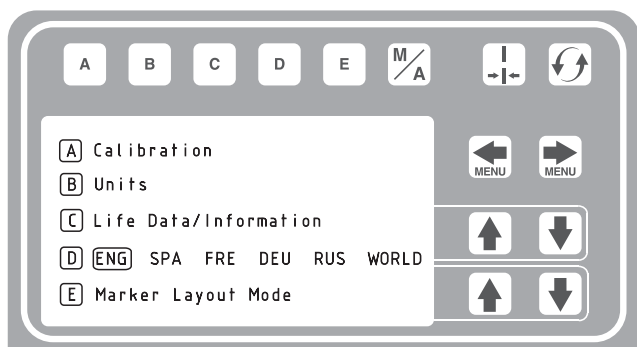 A B C D E M/A
MENU MENU
A Calibration
B Units
C Life Data/Information
D ENG SPA FRE DEU RUS WORLD
E Marker Layout Mode